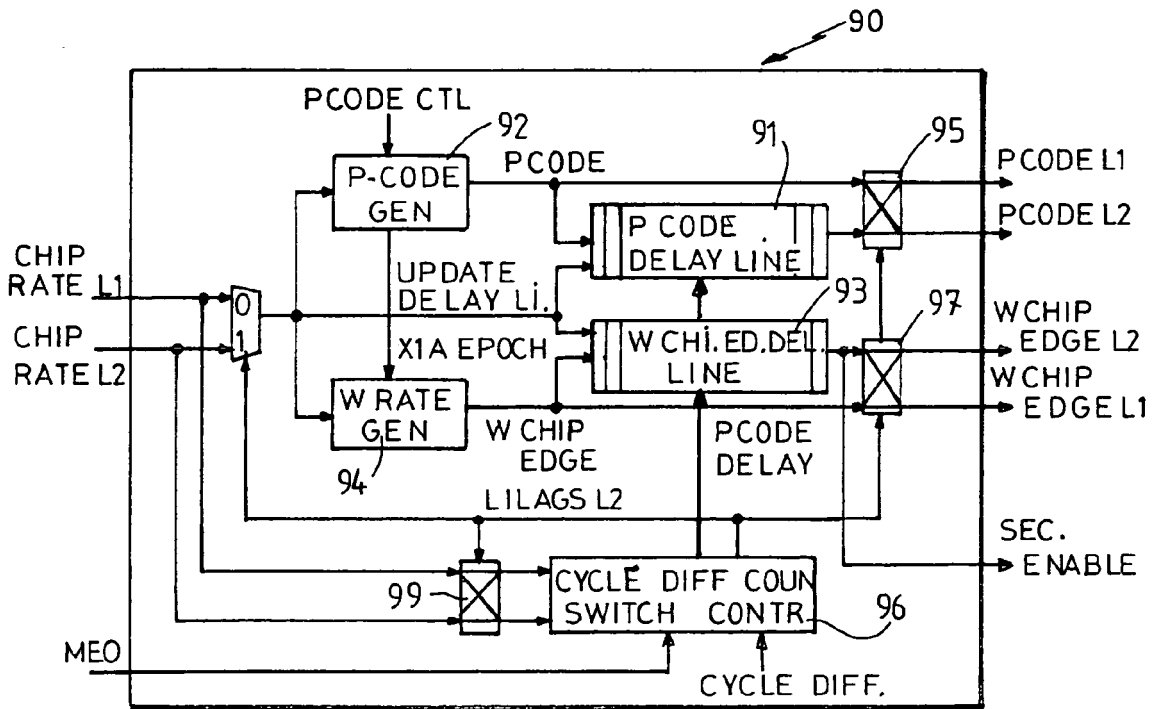 90
PCODE CTL
92
P-CODE
GEN
PCODE
91
95
PCODE L1
PCODE L2
P CODE
DELAY LINE
CHIP
RATE L1
CHIP
RATE L2
0
1
UPDATE
DELAY Li.
X1A EPOCH
93
97
W CHi. ED. DEL.
LINE
W CHIP
EDGE L2
W CHIP
EDGE L1
W RATE
GEN
94
W CHIP
EDGE
PCODE
DELAY
L1LAGS L2
99
CYCLE DIFF COUN
SWITCH CONTR.
96
SEC.
ENABLE
MEO
CYCLE DIFF.